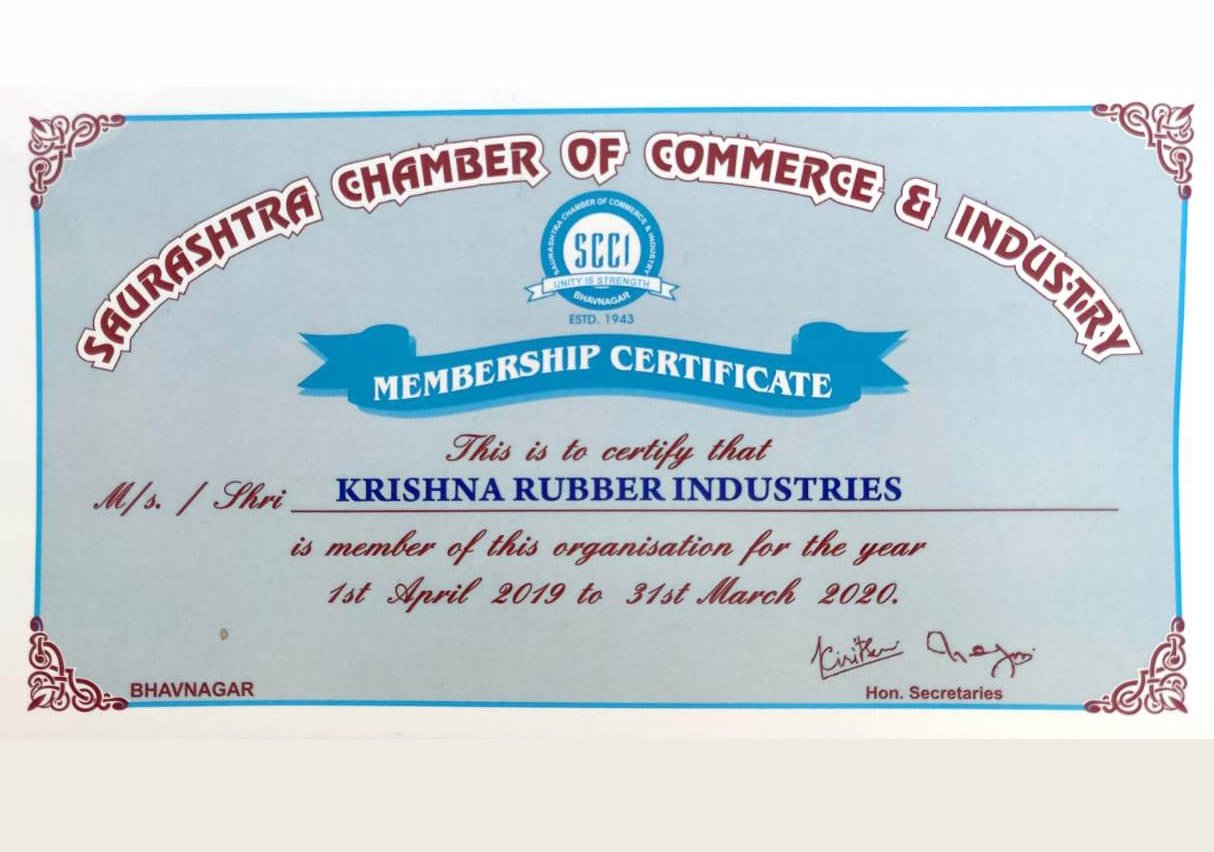 SAURASHTRA CHAMBER OF COMMERCE & INDUSTRY
SAURASHTRA CHAMBER OF COMMERCE & INDUSTRY
SCCI
UNITY IS STRENGTH
BHAVNAGAR
ESTD. 1943
MEMBERSHIP CERTIFICATE
This is to certify that
M/s. / Shri KRISHNA RUBBER INDUSTRIES
is member of this organisation for the year
1st April 2019 to 31st March 2020.
BHAVNAGAR
Hon. Secretaries